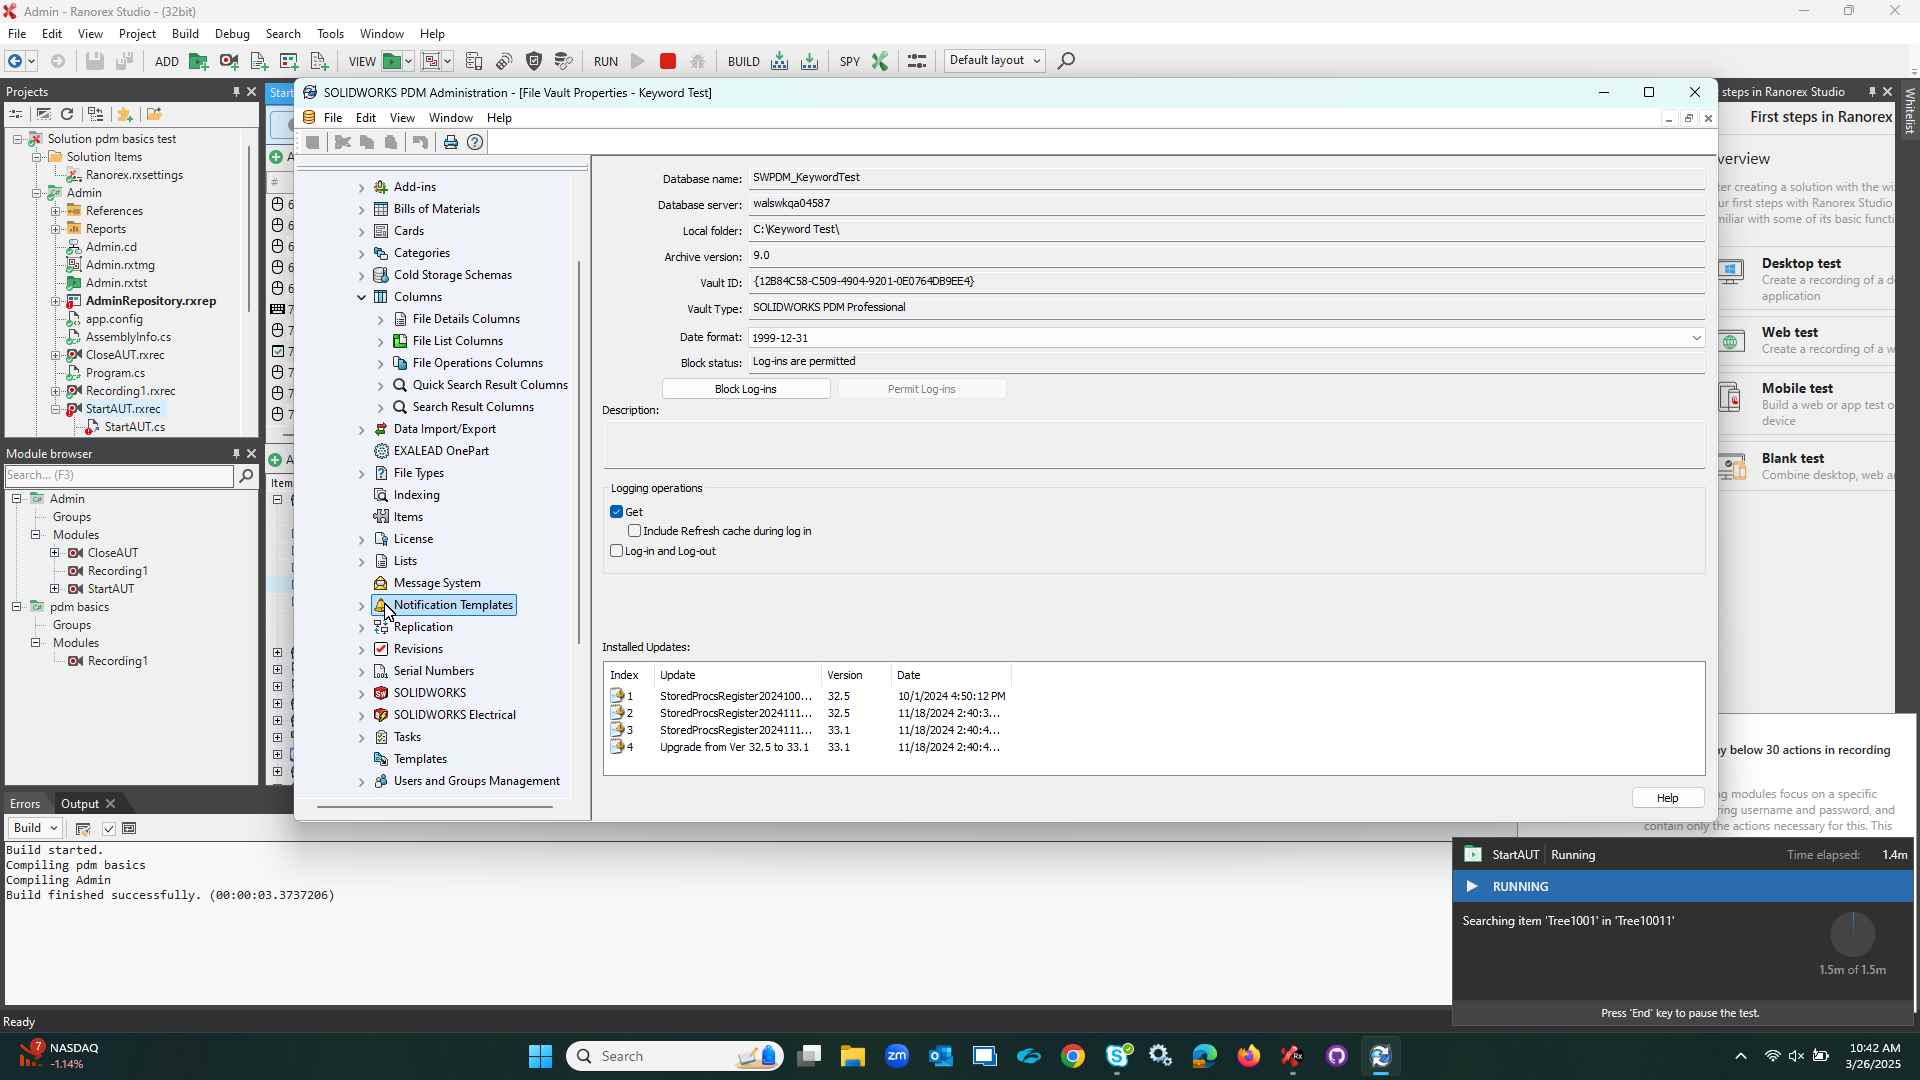 Admin - Ranorex Studio - (32bit)
File Edit View Project Build Debug Search Tools Window Help
ADD VIEW RUN BUILD SPY Default layout
Projects
Solution pdm basics test
Solution Items
Ranorex.rxsettings
Admin
References
Reports
Admin.cd
Admin.rxtmg
Admin.rxtst
AdminRepository.rxrep
app.config
AssemblyInfo.cs
CloseAUT.rxrec
Program.cs
Recording1.rxrec
StartAUT.rxrec
StartAUT.cs
Module browser
Search... (F3)
Admin
Groups
Modules
CloseAUT
Recording1
StartAUT
pdm basics
Groups
Modules
Recording1
Start
#
Item
SOLIDWORKS PDM Administration - [File Vault Properties - Keyword Test]
File Edit View Window Help
Add-ins
Bills of Materials
Cards
Categories
Cold Storage Schemas
Columns
File Details Columns
File List Columns
File Operations Columns
Quick Search Result Columns
Search Result Columns
Data Import/Export
EXALEAD OnePart
File Types
Indexing
Items
License
Lists
Message System
Notification Templates
Replication
Revisions
Serial Numbers
SOLIDWORKS
SOLIDWORKS Electrical
Tasks
Templates
Users and Groups Management
Database name: SWPDM_KeywordTest
Database server: walswkqa04587
Local folder: C:\Keyword Test\
Archive version: 9.0
Vault ID: {12B84C58-C509-4904-9201-0E0764DB9EE4}
Vault Type: SOLIDWORKS PDM Professional
Date format: 1999-12-31
Block status: Log-ins are permitted
Block Log-ins Permit Log-ins
Description:
Logging operations
Get
Include Refresh cache during log in
Log-in and Log-out
Installed Updates:
Index Update Version Date
1 StoredProcsRegister2024100... 32.5 10/1/2024 4:50:12 PM
2 StoredProcsRegister2024111... 32.5 11/18/2024 2:40:3...
3 StoredProcsRegister2024111... 33.1 11/18/2024 2:40:4...
4 Upgrade from Ver 32.5 to 33.1 33.1 11/18/2024 2:40:4...
Help
steps in Ranorex Studio
Whitelist
First steps in Ranorex
verview
ter creating a solution with the wi
ur first steps with Ranorex Studio
miliar with some of its basic functi
Desktop test
Create a recording of a d
application
Web test
Create a recording of a w
Mobile test
Build a web or app test o
device
Blank test
Combine desktop, web a
y below 30 actions in recording
g modules focus on a specific
ring username and password, and
contain only the actions necessary for this. This
Errors Output
Build
Build started.
Compiling pdm basics
Compiling Admin
Build finished successfully. (00:00:03.3737206)
Ready
StartAUT Running Time elapsed: 1.4m
RUNNING
Searching item 'Tree1001' in 'Tree10011'
1.5m of 1.5m
Press 'End' key to pause the test.
7 NASDAQ
-1.14%
Search
zm
10:42 AM
3/26/2025